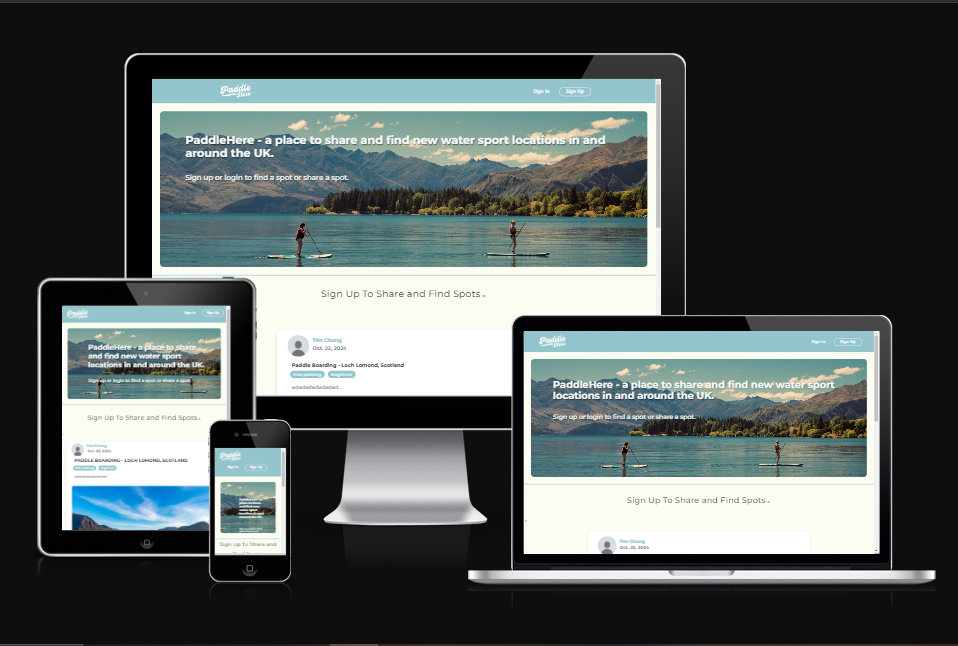 Paddle
Here
Sign In
Sign Up
PaddleHere - a place to share and find new water sport locations in and
around the UK.
Sign up or login to find a spot or share a spot.
Sign Up To Share and Find Spots.
Tim Chung
Oct. 22, 2024
Paddle Boarding - Loch Lomond, Scotland
Free parking
beginner
Paddle
Here
Sign In
Sign Up
PaddleHere - a place to share
and find new water sport
locations in and around the UK.
Sign up or login to find a spot or share a spot.
Sign Up To Share and Find Spots.
Tim Chung
Oct. 22, 2024
PADDLE BOARDING - LOCH LOMOND, SCOTLAND
Paddle
Here
Sign In
Sign Up
Sign Up To Share and
Paddle
Here
Sign In
Sign Up
PaddleHere - a place to share and find new water sport
locations in and around the UK.
Sign up or login to find a spot or share a spot.
Sign Up To Share and Find Spots.
Tim Chung
Oct. 22, 2024